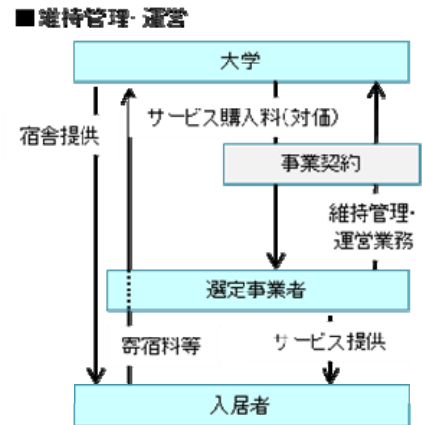 ■維持管理・運営
大学
サービス購入料(対価)
宿舎提供
事業契約
維持管理・
運営業務
選定事業者
寄宿料等
サービス提供
入居者